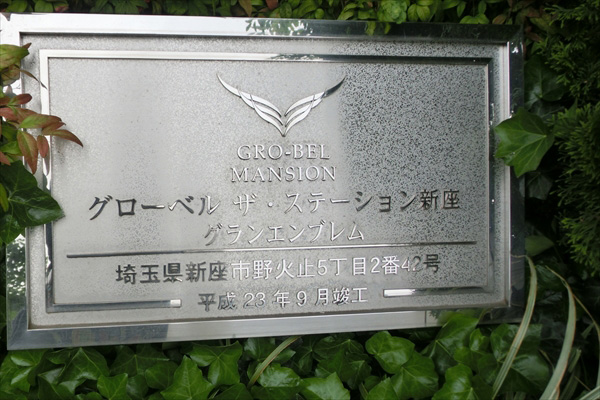 GRO-BEL
MANSION
グローベル ザ・ステーション新座
グランエンブレム
埼玉県新座市野火止5丁目2番42号
平成23年9月竣工